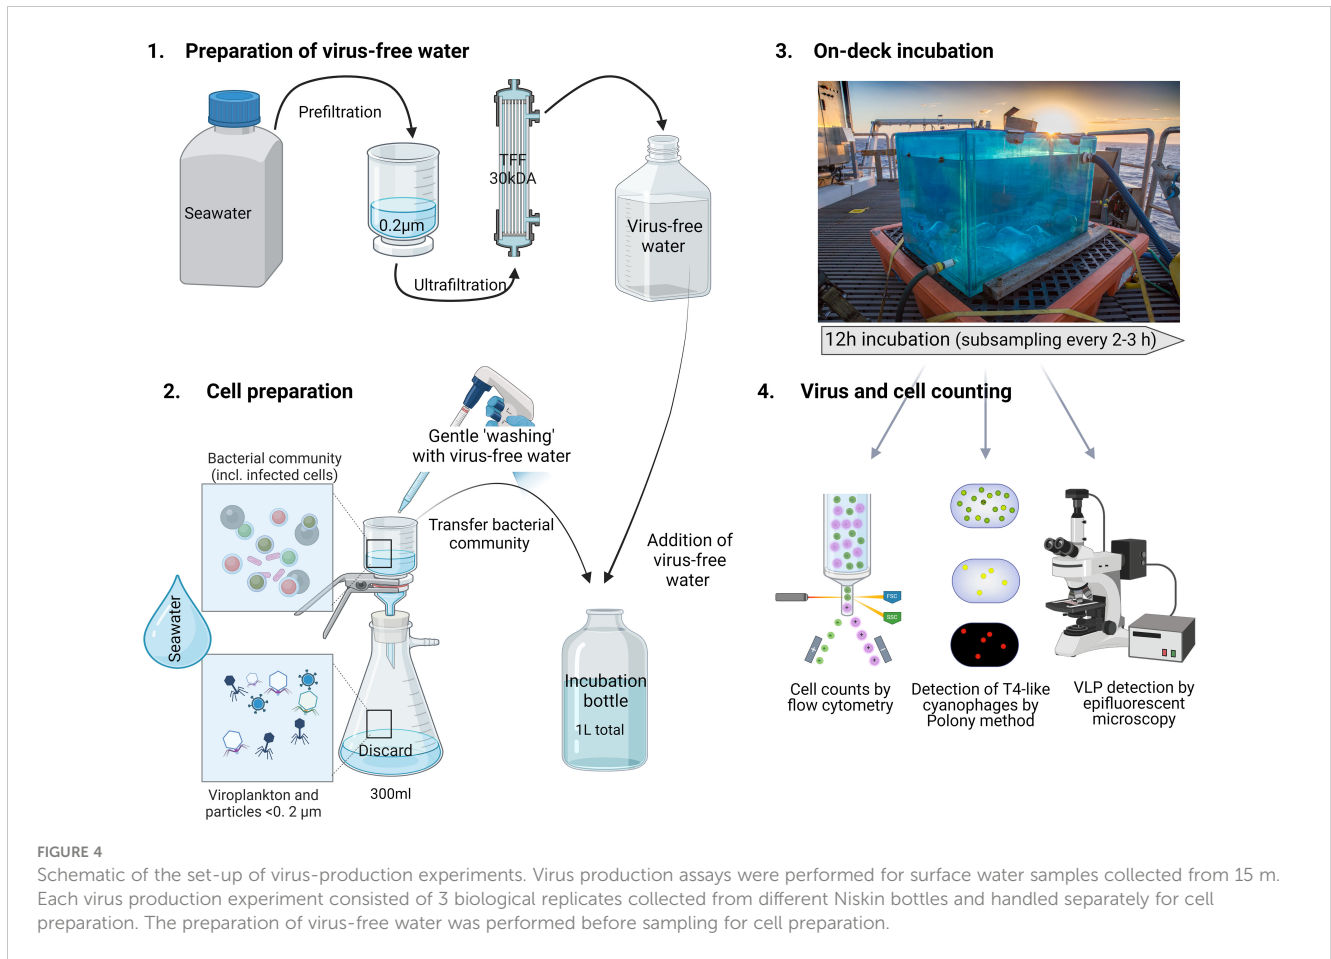 1. Preparation of virus-free water
Prefiltration
Seawater
0.2µm
Ultrafiltration
TFF
30kDA
Virus-free
water
2. Cell preparation
Gentle 'washing'
with virus-free water
Bacterial community
(incl. infected cells)
Transfer bacterial
community
Addition of
virus-free
water
Seawater
Discard
300ml
Viroplankton and
particles <0. 2 µm
Incubation
bottle
1L total
3. On-deck incubation
12h incubation (subsampling every 2-3 h)
4. Virus and cell counting
FSC
SSC
Cell counts by
flow cytometry
Detection of T4-like
cyanophages by
Polony method
VLP detection by
epifluorescent
microscopy
FIGURE 4
Schematic of the set-up of virus-production experiments. Virus production assays were performed for surface water samples collected from 15 m.
Each virus production experiment consisted of 3 biological replicates collected from different Niskin bottles and handled separately for cell
preparation. The preparation of virus-free water was performed before sampling for cell preparation.